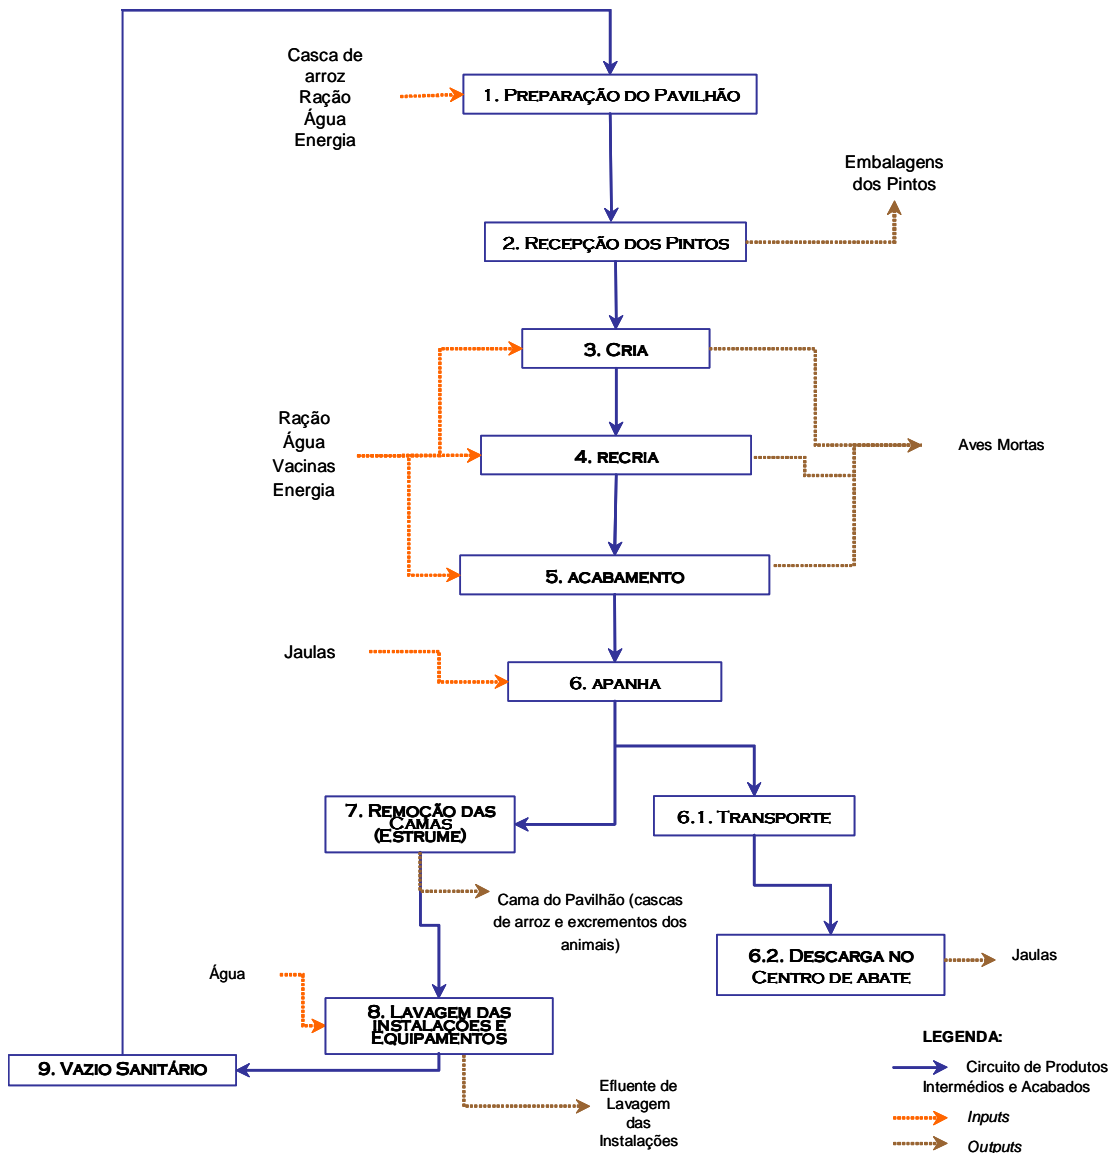 Casca de
arroz
Ração
Água
Energia
1. Preparação do Pavilhão
Embalagens
dos Pintos
2. Recepção dos Pintos
3. Cria
Ração
Água
Vacinas
Energia
4. RECRIA
Aves Mortas
5. ACABAMENTO
Jaulas
6. APANHA
7. Remoção das
Camas
(Estrume)
6.1. Transporte
Cama do Pavilhão (cascas
de arroz e excrementos dos
animais)
6.2. Descarga no
Centro de abate
Jaulas
Água
8. Lavagem das
instalações e
Equipamentos
9. Vazio Sanitário
Efluente de
Lavagem
das
Instalações
LEGENDA:
Circuito de Produtos
Intermédios e Acabados
Inputs
Outputs